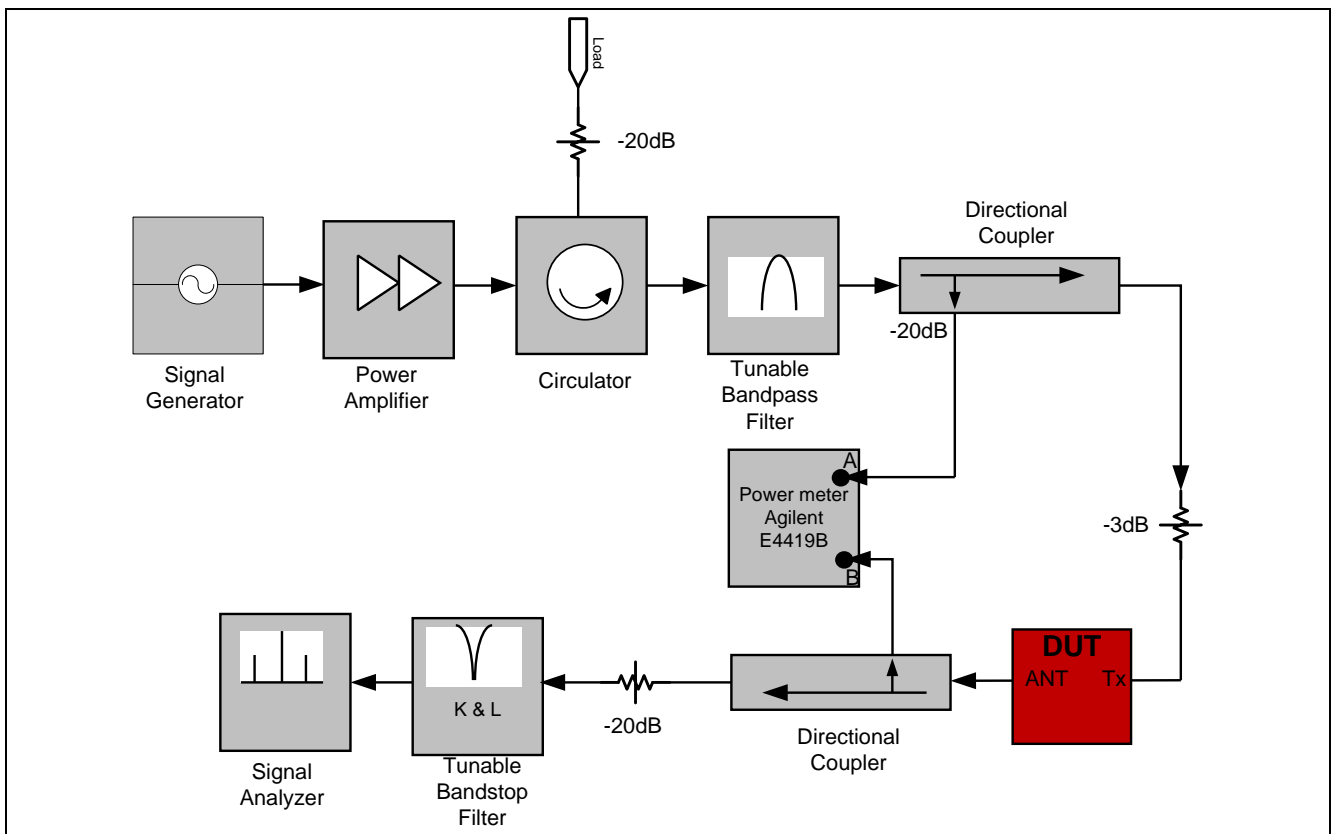 Load
-20dB
Directional
Coupler
-20dB
Signal
Generator
Power
Amplifier
Circulator
Tunable
Bandpass
Filter
A
Power meter
Agilent
E4419B
B
-3dB
DUT
ANT Tx
K & L
-20dB
Directional
Coupler
Signal
Analyzer
Tunable
Bandstop
Filter